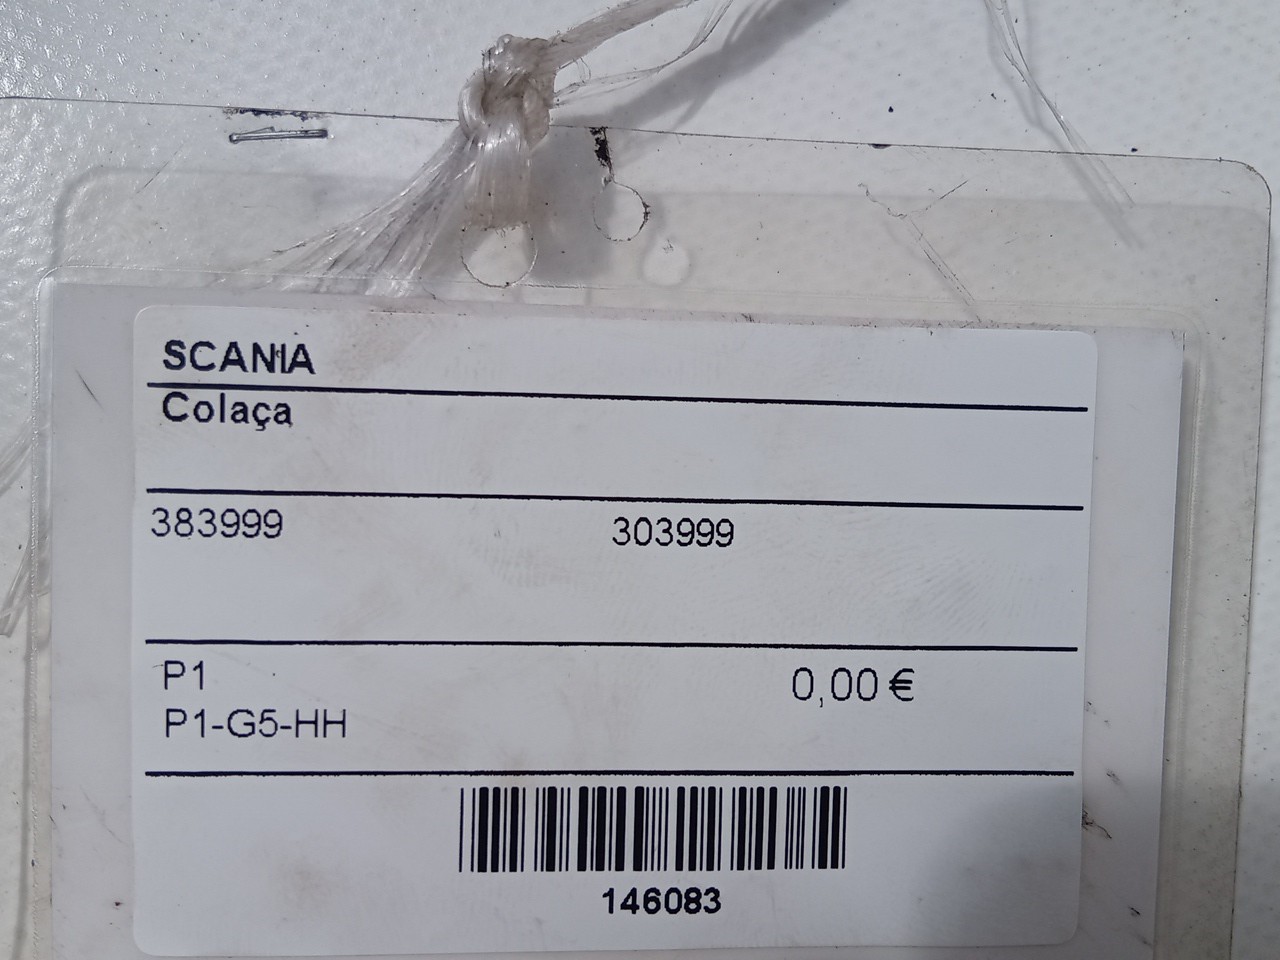 SCANIA
Colaça
383999 303999
P1 0,00 €
P1-G5-HH
146083